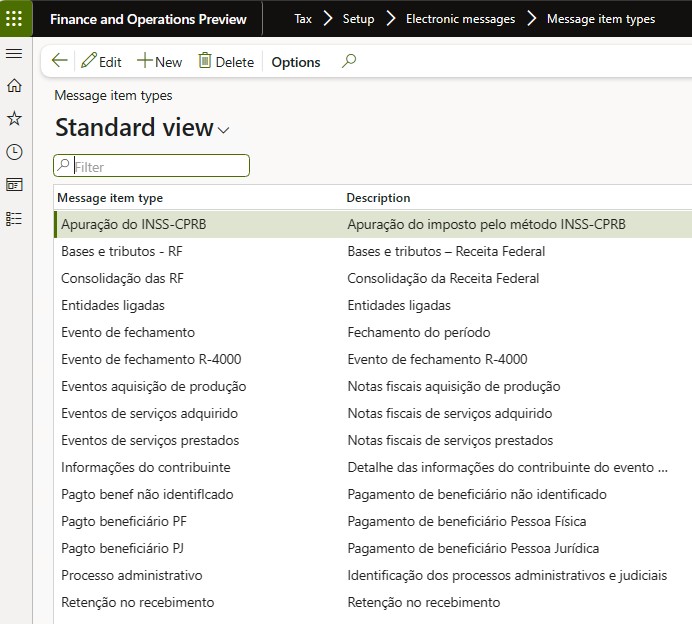 Finance and Operations Preview Tax > Setup > Electronic messages > Message item types
Edit New Delete Options
Message item types
Standard view
Filter
Message item type Description
Apuração do INSS-CPRB Apuração do imposto pelo método INSS-CPRB
Bases e tributos - RF Bases e tributos – Receita Federal
Consolidação das RF Consolidação da Receita Federal
Entidades ligadas Entidades ligadas
Evento de fechamento Fechamento do período
Evento de fechamento R-4000 Evento de fechamento R-4000
Eventos aquisição de produção Notas fiscais aquisição de produção
Eventos de serviços adquirido Notas fiscais de serviços adquirido
Eventos de serviços prestados Notas fiscais de serviços prestados
Informações do contribuinte Detalhe das informações do contribuinte do evento ...
Pagto benef não identiflcado Pagamento de beneficiário não identificado
Pagto beneficiário PF Pagamento de beneficiário Pessoa Física
Pagto beneficiário PJ Pagamento de beneficiário Pessoa Jurídica
Processo administrativo Identificação dos processos administrativos e judiciais
Retenção no recebimento Retenção no recebimento